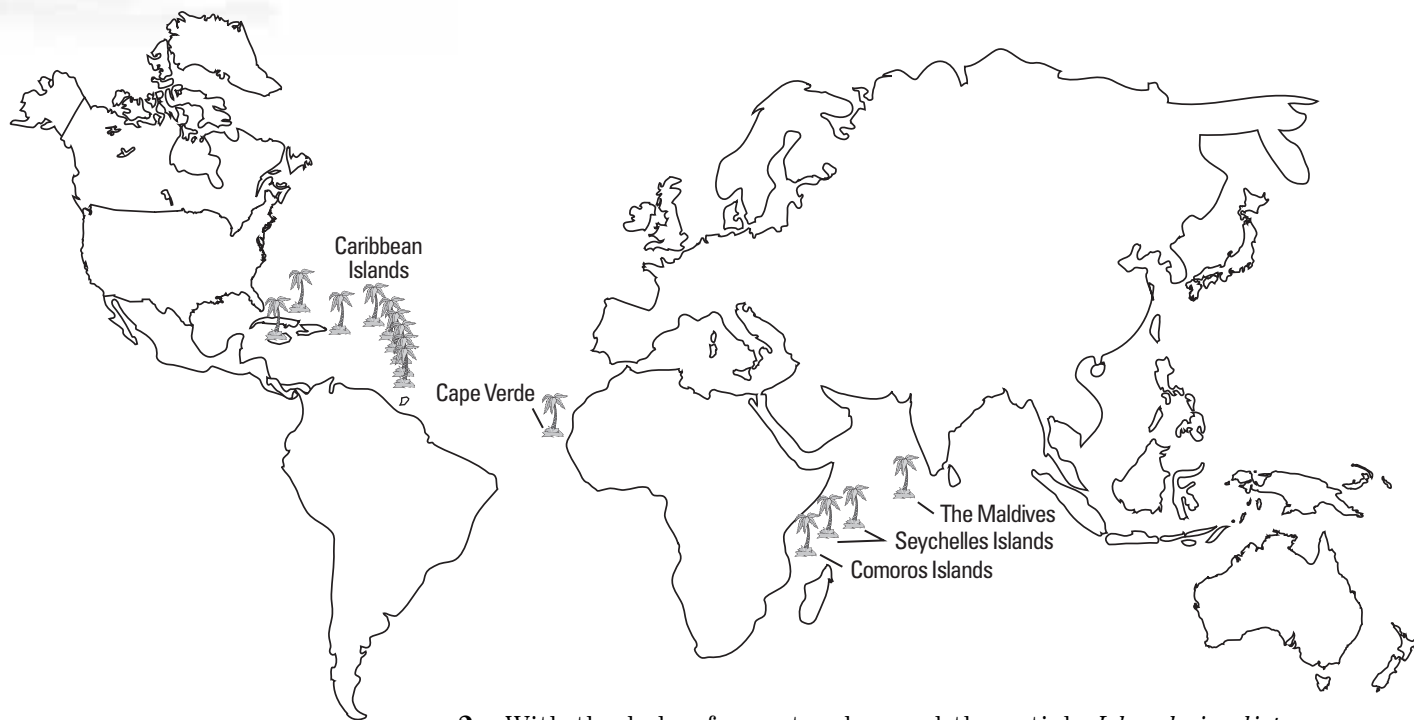 Caribbean
Islands
Cape Verde
The Maldives
Seychelles Islands
Comoros Islands